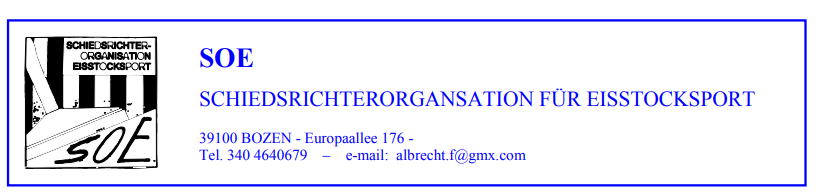 SCHIEDSRICHTER-
ORGANISATION
EISSTOCKSPORT
SOE
SOE
SCHIEDSRICHTERORGANSATION FÜR EISSTOCKSPORT
39100 BOZEN - Europaallee 176 -
Tel. 340 4640679 – e-mail: albrecht.f@gmx.com